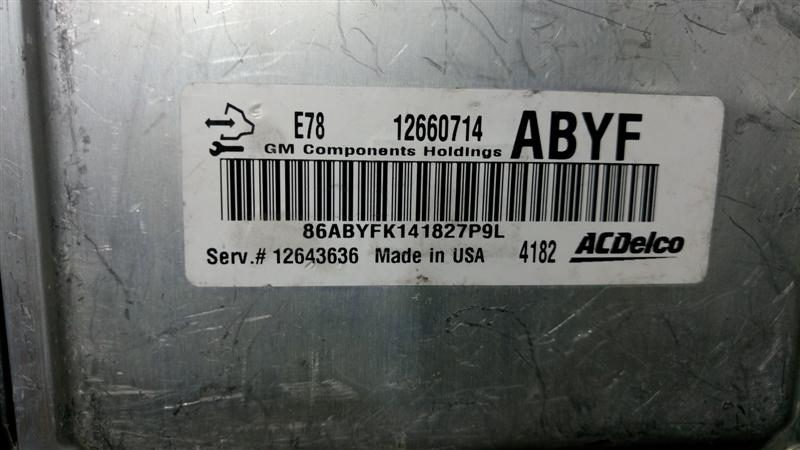 E78 12660714 ABYF
GM Components Holdings
86ABYFK141827P9L
Serv.# 12643636 Made in USA 4182 ACDelco